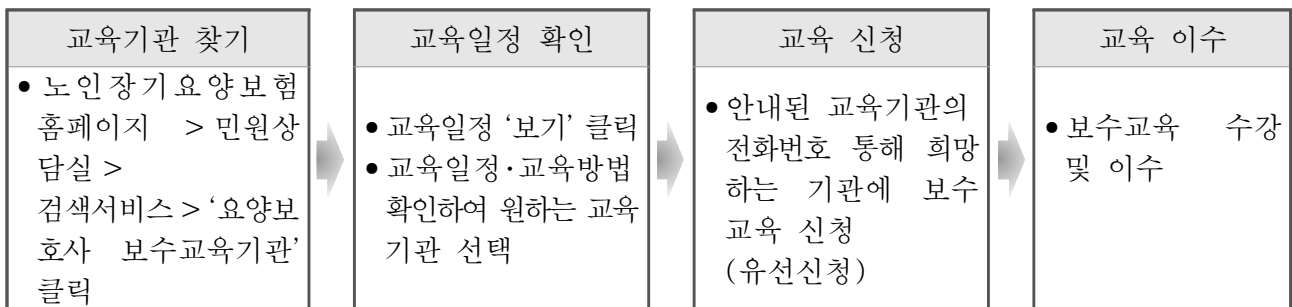 교육기관 찾기
• 노인장기요양보험
홈페이지 > 민원상
담실 >
검색서비스 > ‘요양보
호사 보수교육기관’
클릭
교육일정 확인
• 교육일정 ‘보기’ 클릭
• 교육일정·교육방법
확인하여 원하는 교육
기관 선택
교육 신청
• 안내된 교육기관의
전화번호 통해 희망
하는 기관에 보수
교육 신청
(유선신청)
교육 이수
• 보수교육 수강
및 이수